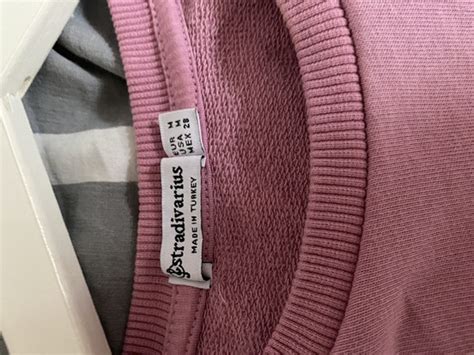 EUR M
USA M
MEX 28
stradivarius
MADE IN TURKEY